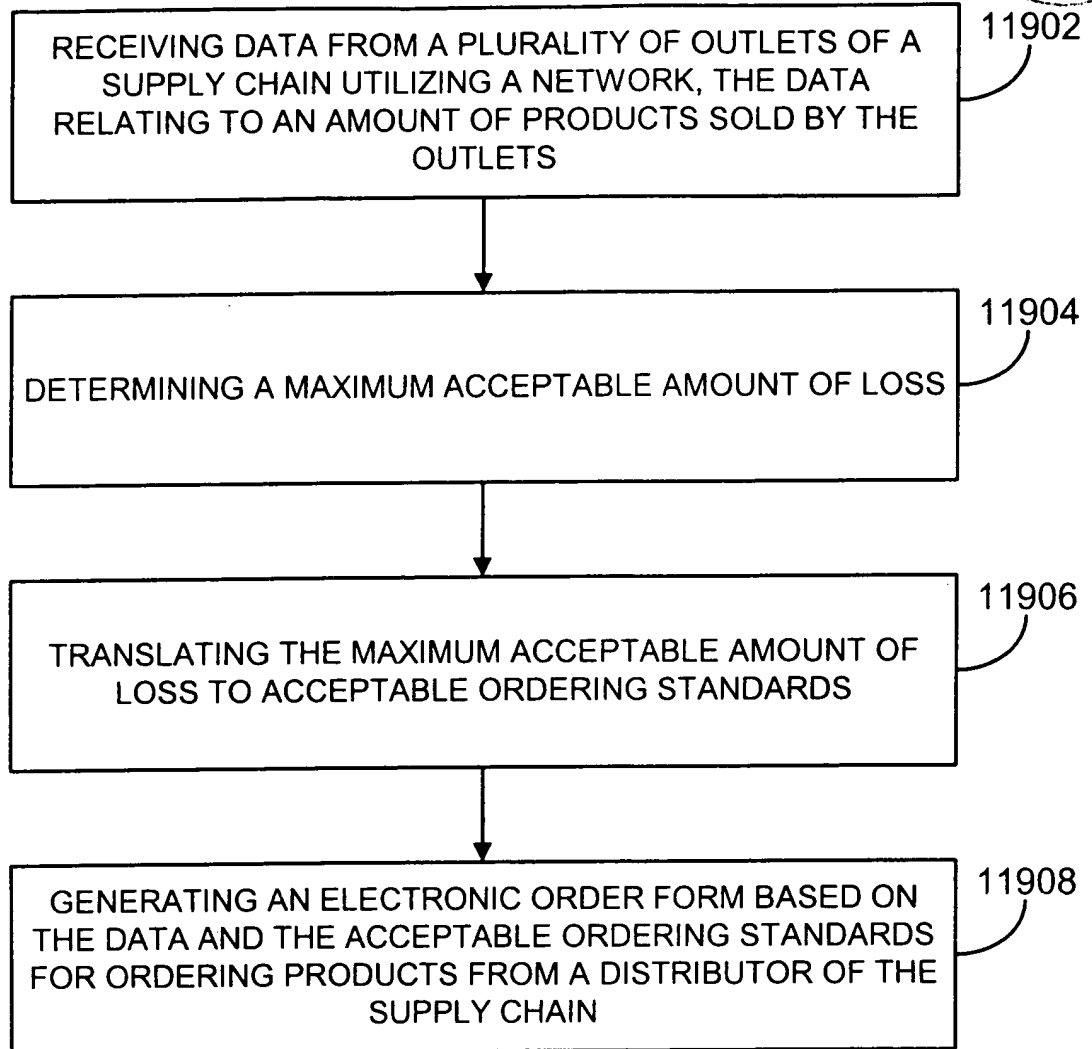 RECEIVING DATA FROM A PLURALITY OF OUTLETS OF A
SUPPLY CHAIN UTILIZING A NETWORK, THE DATA
RELATING TO AN AMOUNT OF PRODUCTS SOLD BY THE
OUTLETS
11902
DETERMINING A MAXIMUM ACCEPTABLE AMOUNT OF LOSS
11904
TRANSLATING THE MAXIMUM ACCEPTABLE AMOUNT OF
LOSS TO ACCEPTABLE ORDERING STANDARDS
11906
GENERATING AN ELECTRONIC ORDER FORM BASED ON
THE DATA AND THE ACCEPTABLE ORDERING STANDARDS
FOR ORDERING PRODUCTS FROM A DISTRIBUTOR OF THE
SUPPLY CHAIN
11908